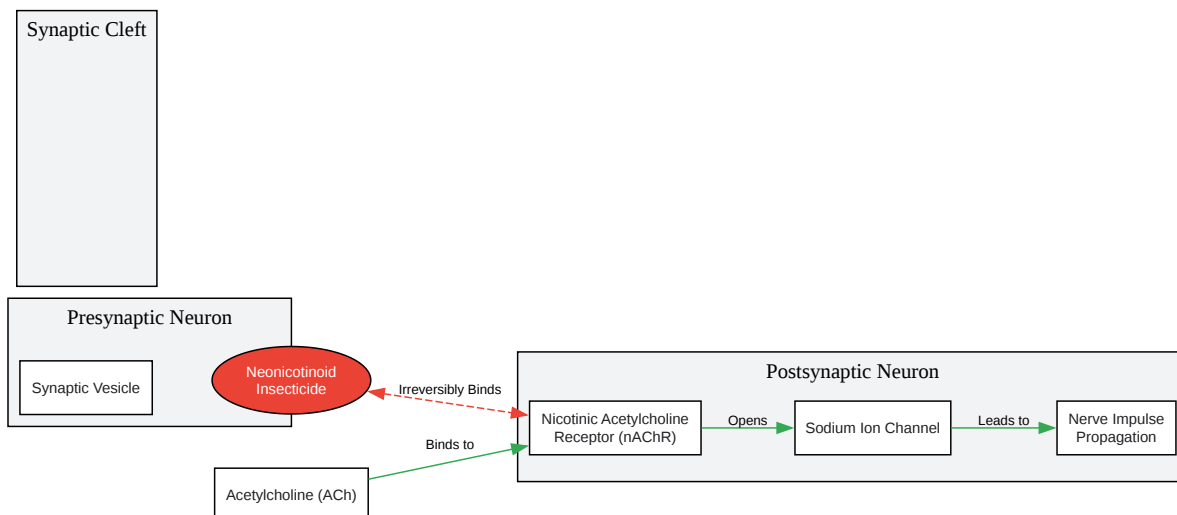 Synaptic Cleft
Presynaptic Neuron
Synaptic Vesicle
Neonicotinoid
Insecticide
Irreversibly Binds
Binds to
Acetylcholine (ACh)
Postsynaptic Neuron
Nicotinic Acetylcholine
Receptor (nAChR)
Opens
Sodium Ion Channel
Leads to
Nerve Impulse
Propagation